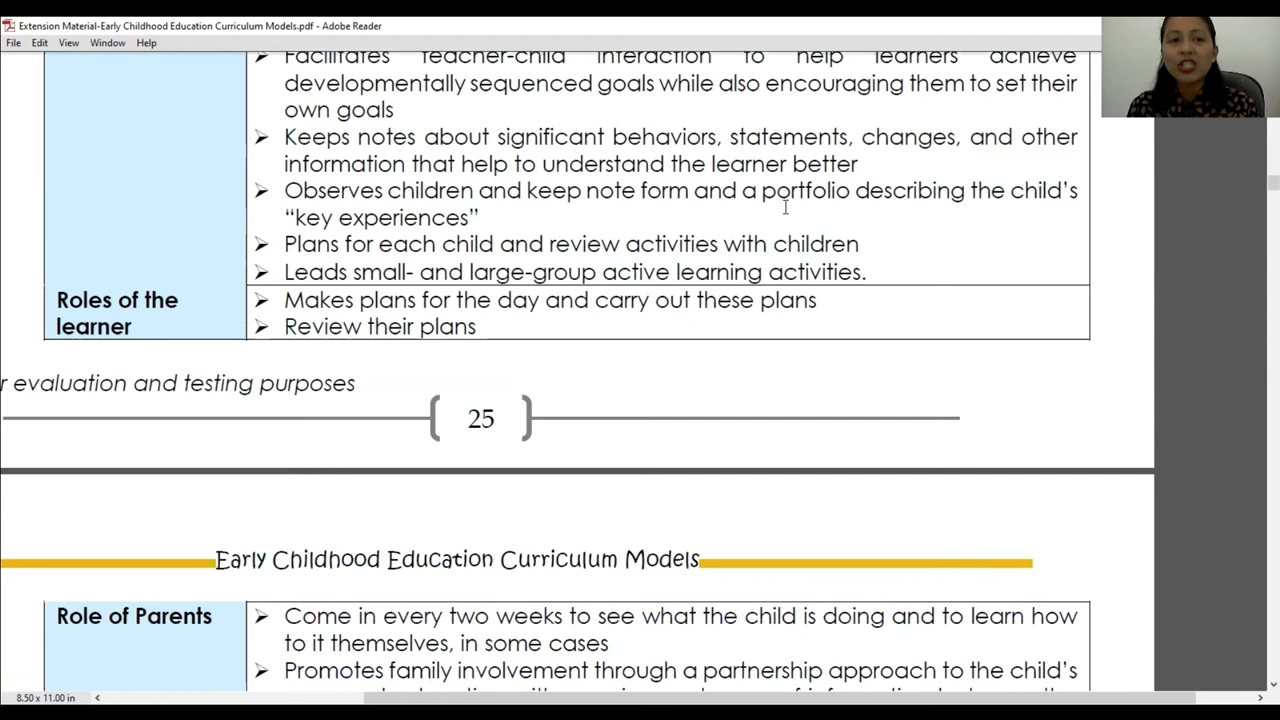 Extension Material-Early Childhood Education Curriculum Models.pdf - Adobe Reader
File Edit View Window Help
Facilitates teacher-child interaction to help learners achieve
developmentally sequenced goals while also encouraging them to set their
own goals
➢ Keeps notes about significant behaviors, statements, changes, and other
information that help to understand the learner better
➢ Observes children and keep note form and a portfolio describing the child's
“key experiences”
➢ Plans for each child and review activities with children
➢ Leads small- and large-group active learning activities.
Roles of the
learner
➢ Makes plans for the day and carry out these plans
➢ Review their plans
r evaluation and testing purposes
25
Early Childhood Education Curriculum Models
Role of Parents
➢ Come in every two weeks to see what the child is doing and to learn how
to it themselves, in some cases
➢ Promotes family involvement through a partnership approach to the child's
8.50 x 11.00 in